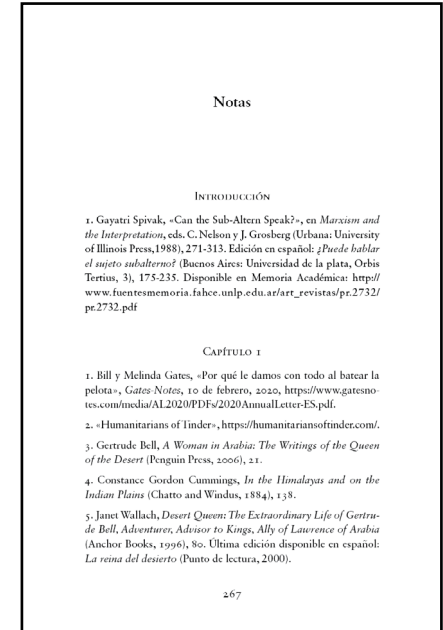 Notas
Introducción
1. Gayatri Spivak, «Can the Sub-Altern Speak?», en Marxism and
the Interpretation, eds. C. Nelson y J. Grosberg (Urbana: University
of Illinois Press,1988), 271-313. Edición en español: ¿Puede hablar
el sujeto subalterno? (Buenos Aires: Universidad de la plata, Orbis
Tertius, 3), 175-235. Disponible en Memoria Académica: http://
www.fuentesmemoria.fahce.unlp.edu.ar/art_revistas/pr.2732/
pr.2732.pdf
Capítulo 1
1. Bill y Melinda Gates, «Por qué le damos con todo al batear la
pelota», Gates-Notes, 10 de febrero, 2020, https://www.gatesno-
tes.com/media/AL2020/PDFs/2020AnnualLetter-ES.pdf.
2. «Humanitarians of Tinder», https://humanitariansoftinder.com/.
3. Gertrude Bell, A Woman in Arabia: The Writings of the Queen
of the Desert (Penguin Press, 2006), 21.
4. Constance Gordon Cummings, In the Himalayas and on the
Indian Plains (Chatto and Windus, 1884), 138.
5. Janet Wallach, Desert Queen: The Extraordinary Life of Gertru-
de Bell, Adventurer, Advisor to Kings, Ally of Lawrence of Arabia
(Anchor Books, 1996), 80. Última edición disponible en español:
La reina del desierto (Punto de lectura, 2000).
267